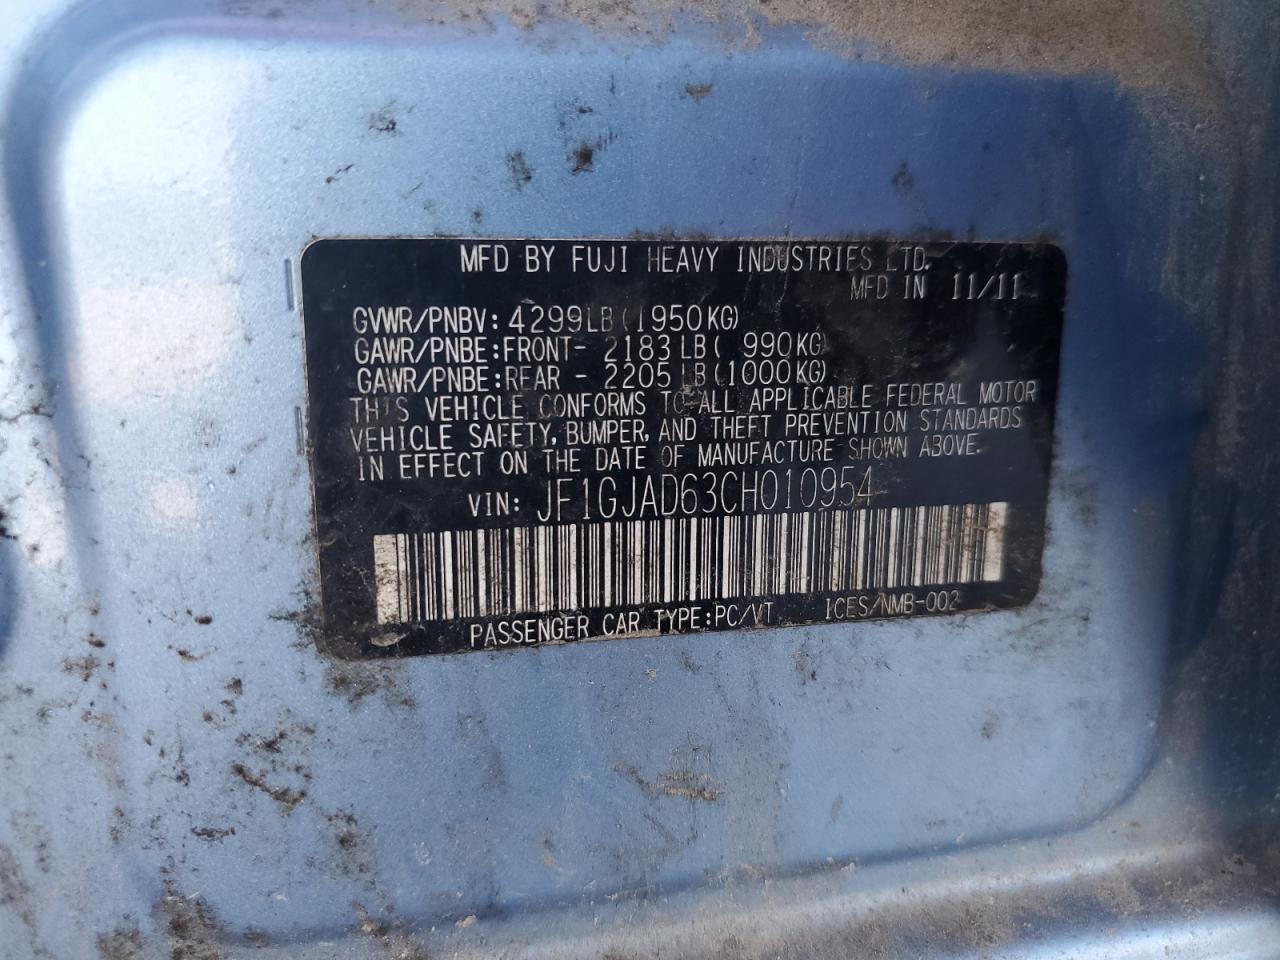 MFD BY FUJI HEAVY INDUSTRIES LTD.
MFD IN 11/11
GVWR/PNBV: 4299LB(1950KG)
GAWR/PNBE:FRONT- 2183LB( 990KG)
GAWR/PNBE:REAR - 2205LB(1000KG)
THIS VEHICLE CONFORMS TO ALL APPLICABLE FEDERAL MOTOR
VEHICLE SAFETY, BUMPER, AND THEFT PREVENTION STANDARDS
IN EFFECT ON THE DATE OF MANUFACTURE SHOWN ABOVE.
VIN: JF1GJAD63CH010954
PASSENGER CAR TYPE:PC/VT ICES/NMB-002